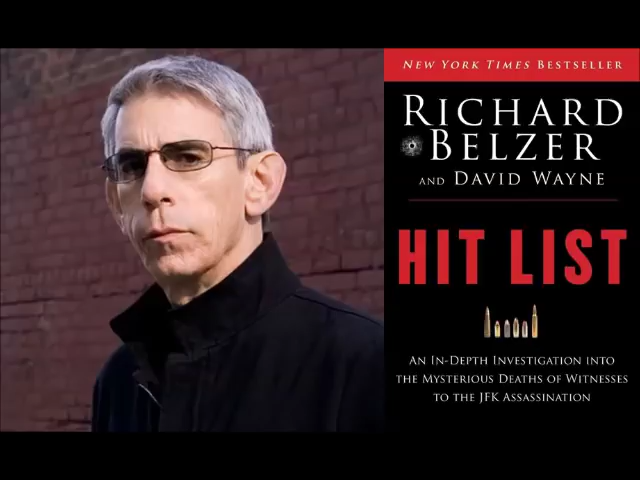 NEW YORK TIMES BESTSELLER
RICHARD
BELZER
AND DAVID WAYNE
HIT LIST
AN IN-DEPTH INVESTIGATION INTO
THE MYSTERIOUS DEATHS OF WITNESSES
TO THE JFK ASSASSINATION